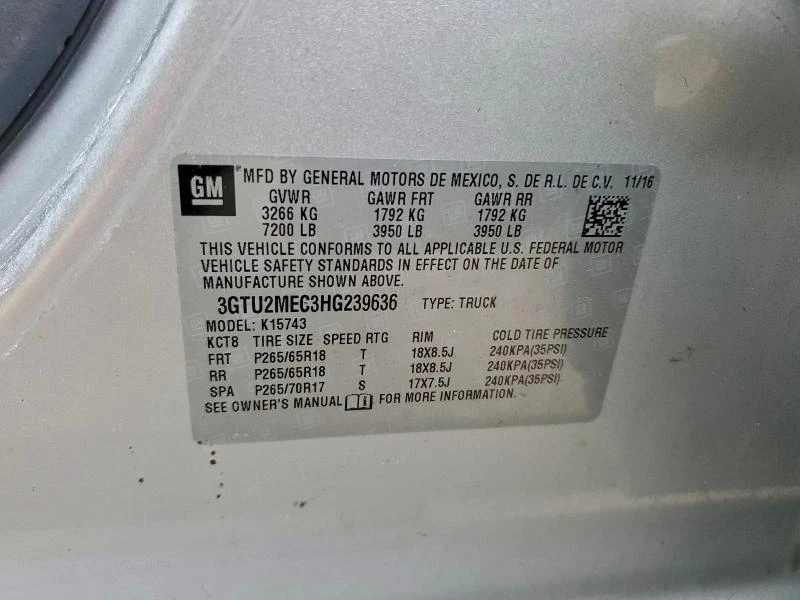 GM MFD BY GENERAL MOTORS DE MEXICO, S. DE R.L. DE C.V. 11/16
GVWR GAWR FRT GAWR RR
3266 KG 1792 KG 1792 KG
7200 LB 3950 LB 3950 LB
THIS VEHICLE CONFORMS TO ALL APPLICABLE U.S. FEDERAL MOTOR
VEHICLE SAFETY STANDARDS IN EFFECT ON THE DATE OF
MANUFACTURE SHOWN ABOVE.
3GTU2MEC3HG239636 TYPE: TRUCK
MODEL: K15743
KCT8 TIRE SIZE SPEED RTG RIM COLD TIRE PRESSURE
FRT P265/65R18 T 18X8.5J 240KPA(35PSI)
RR P265/65R18 T 18X8.5J 240KPA(35PSI)
SPA P265/70R17 S 17X7.5J 240KPA(35PSI)
SEE OWNER'S MANUAL FOR MORE INFORMATION.